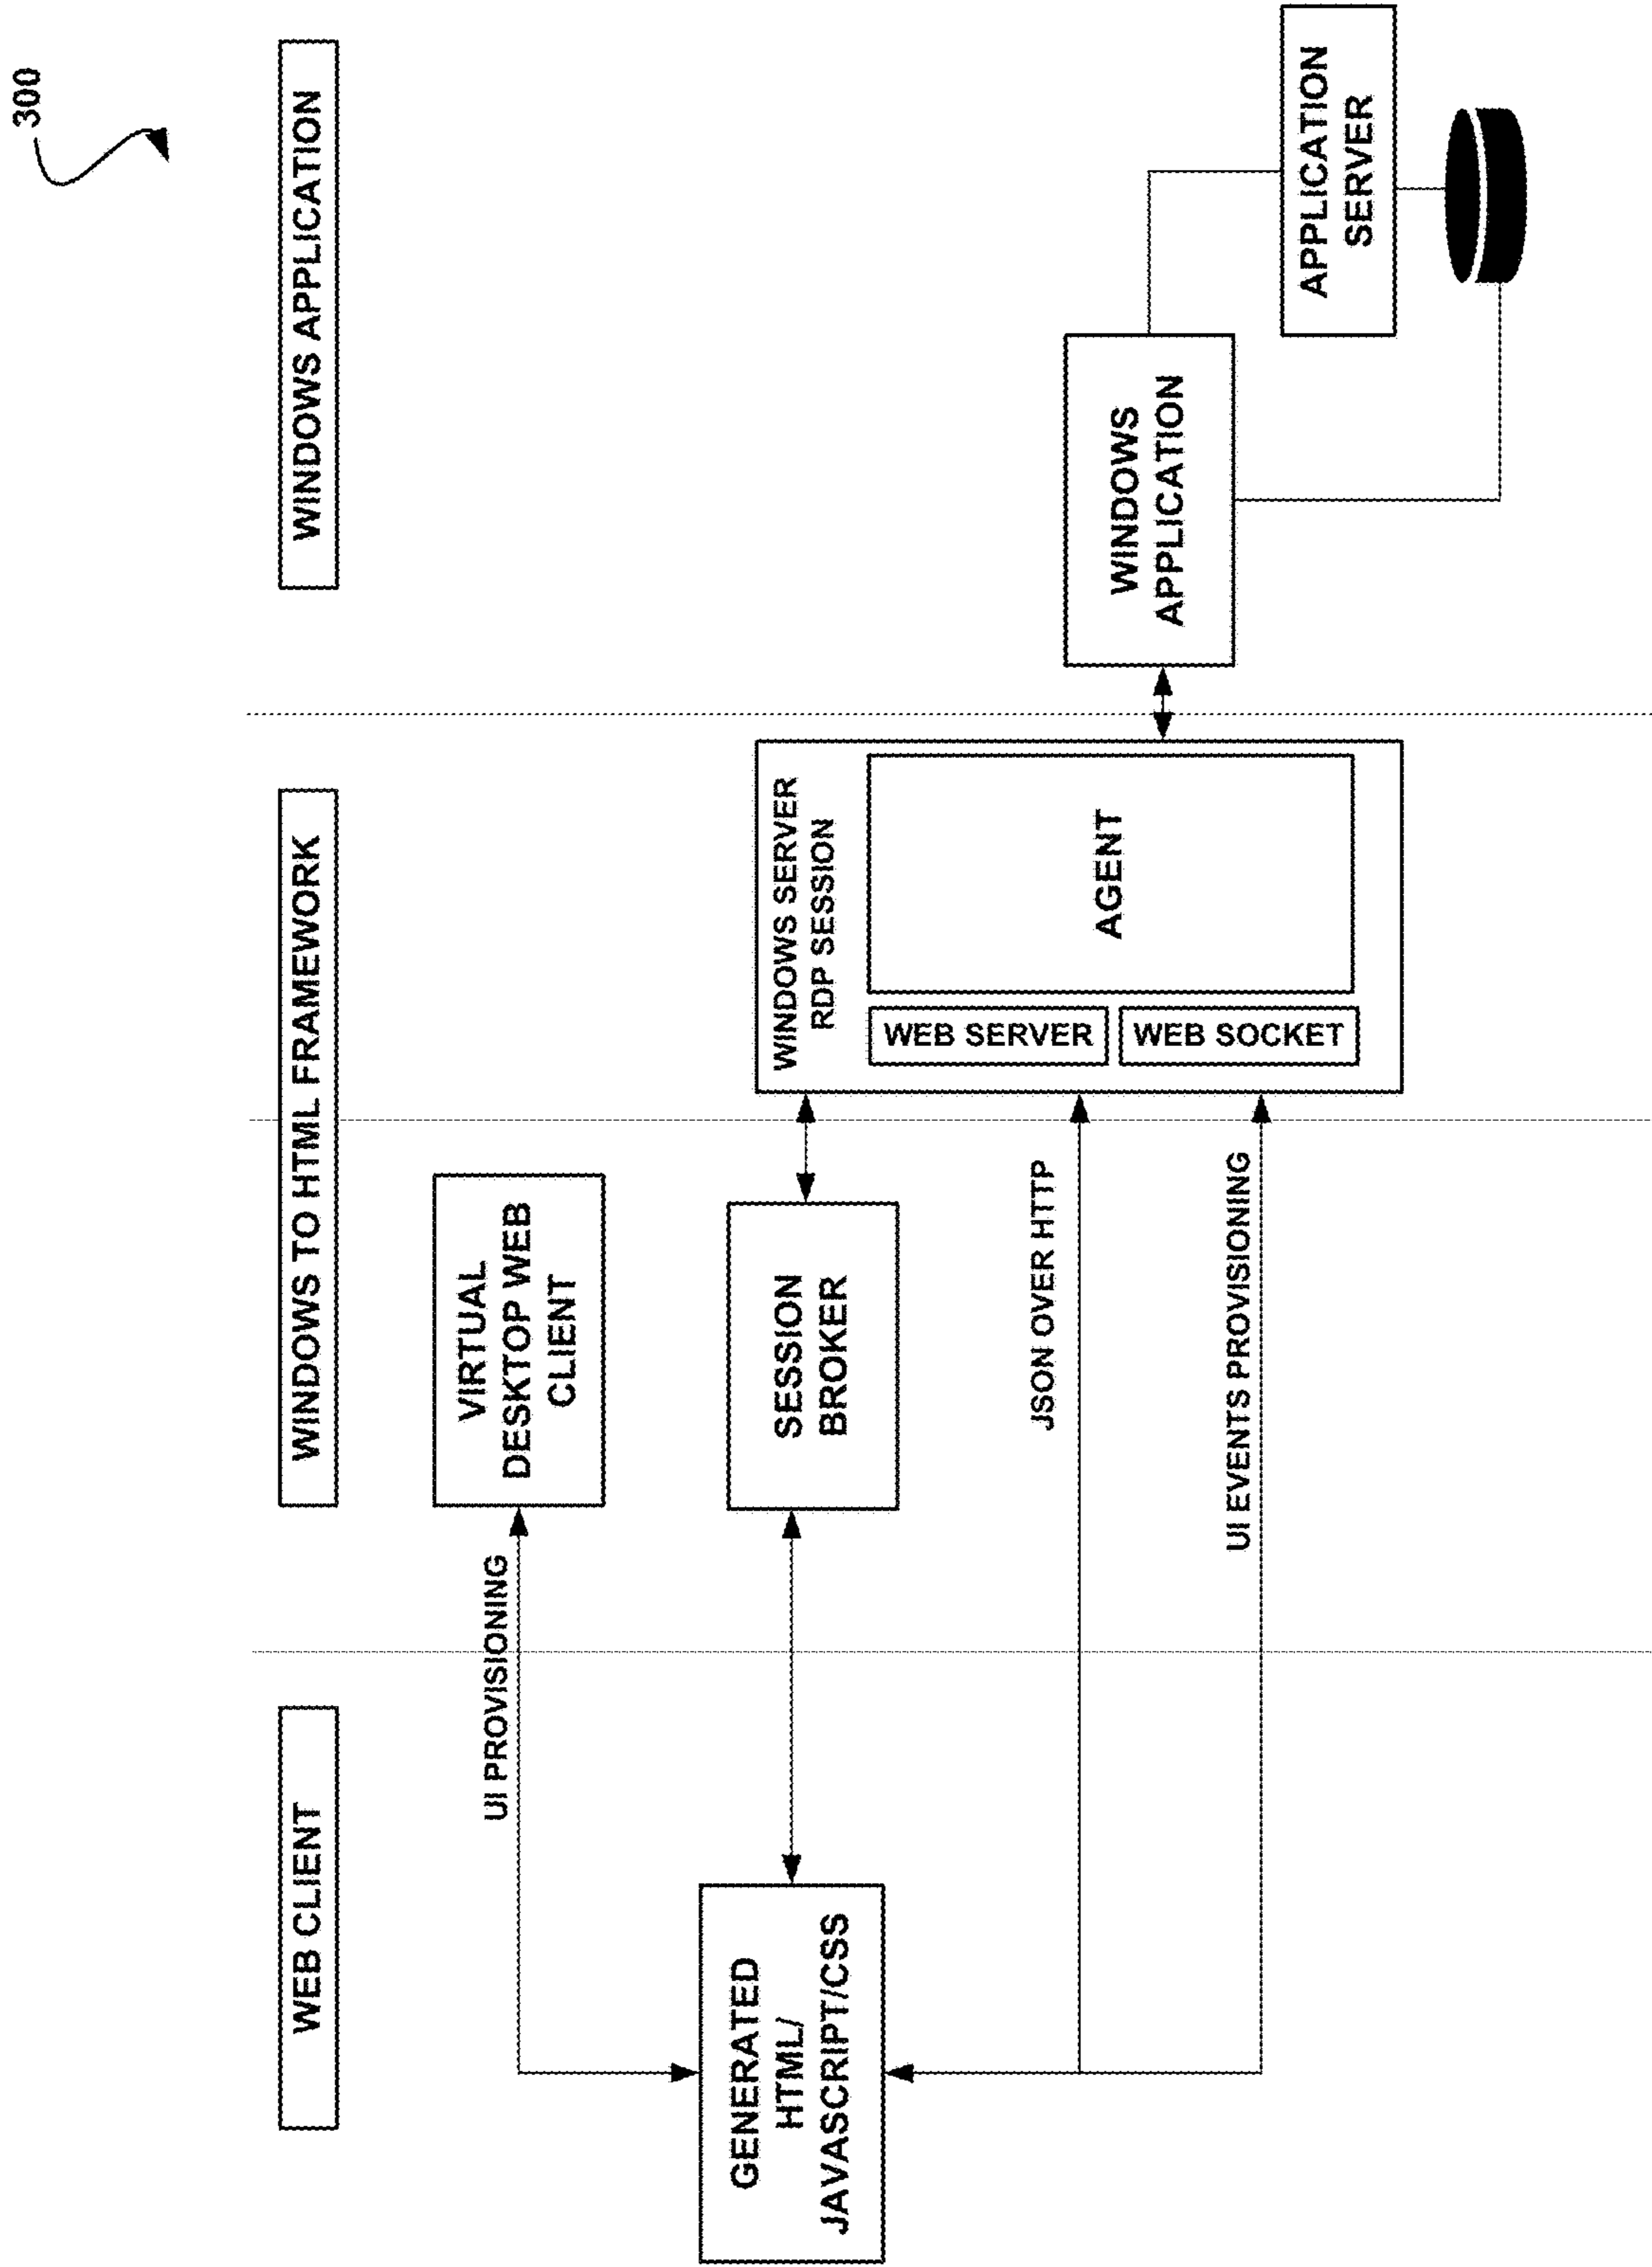 300
WEB CLIENT
WINDOWS TO HTML FRAMEWORK
WINDOWS APPLICATION
UI PROVISIONING
VIRTUAL
DESKTOP WEB
CLIENT
GENERATED
HTML/
JAVASCRIPT/CSS
SESSION
BROKER
WINDOWS SERVER
RDP SESSION
WEB SERVER
WEB SOCKET
AGENT
JSON OVER HTTP
UI EVENTS PROVISIONING
WINDOWS
APPLICATION
APPLICATION
SERVER